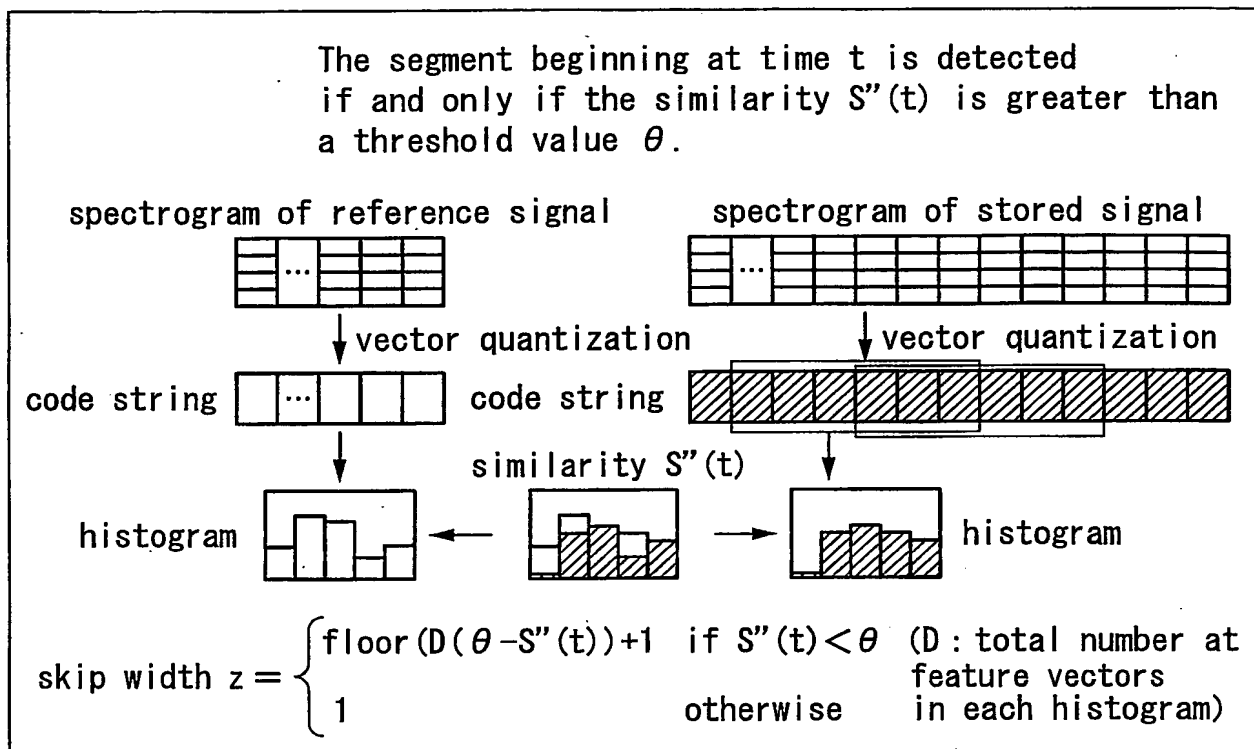 The segment beginning at time t is detected
if and only if the similarity S”(t) is greater than
a threshold value θ.
spectrogram of reference signal
spectrogram of stored signal
...
...
vector quantization
vector quantization
code string
...
code string
similarity S”(t)
histogram
histogram
skip width z = { floor(D(θ-S”(t))+1 if S”(t)<θ (D: total number at
feature vectors
1 otherwise in each histogram)